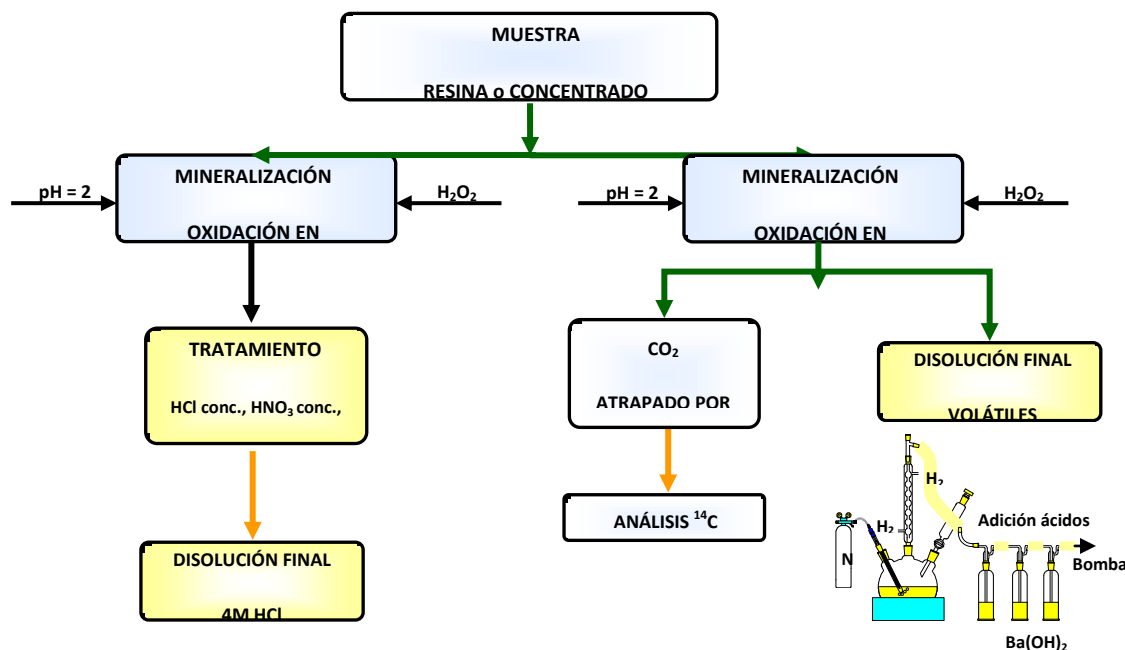 MUESTRA
RESINA o CONCENTRADO
MINERALIZACIÓN
OXIDACIÓN EN
pH = 2
H₂O₂
MINERALIZACIÓN
OXIDACIÓN EN
pH = 2
H₂O₂
TRATAMIENTO
HCl conc., HNO₃ conc.,
CO₂
ATRAPADO POR
DISOLUCIÓN FINAL
VOLÁTILES
ANÁLISIS ¹⁴C
DISOLUCIÓN FINAL
4M HCl
H₂
H₂
N
Adición ácidos
Bomba
Ba(OH)₂